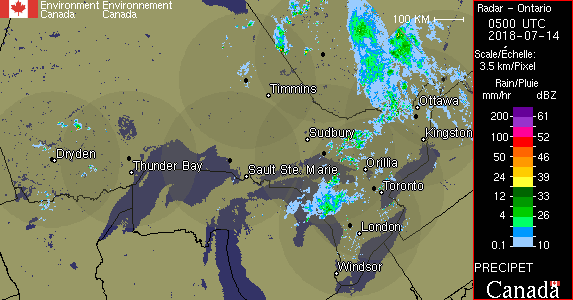 Environment Environnement
Canada Canada
100 KM
Timmins
Ottawa
Sudbury
Kingston
Dryden
Thunder Bay
Sault Ste. Marie
Orillia
Toronto
London
Windsor
Radar - Ontario
0500 UTC
2018-07-14
Scale/Échelle:
3.5 km/Pixel
Rain/Pluie
mm/hr dBZ
200 61
100 52
50 46
24 39
12 33
4 26
0.1 10
PRECIPET
Canada